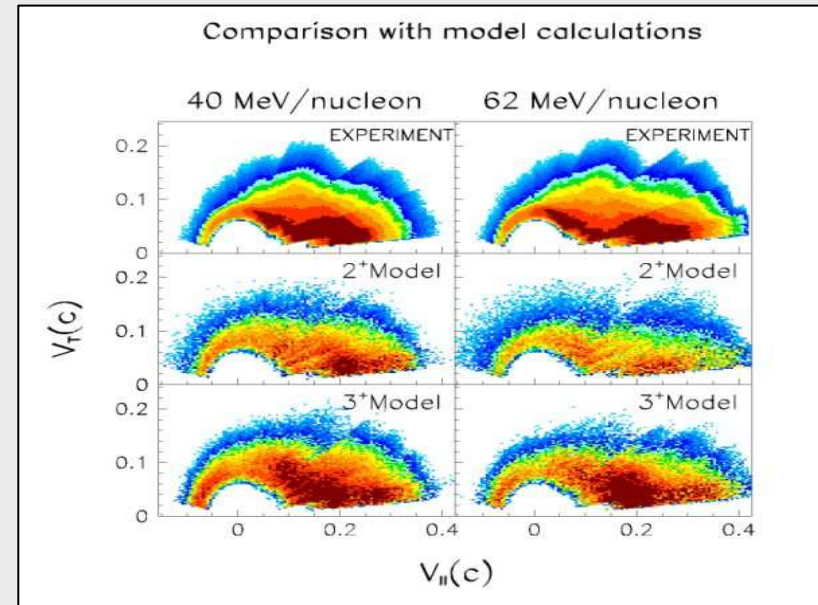 Comparison with model calculations
40 MeV/nucleon 62 MeV/nucleon
EXPERIMENT EXPERIMENT
0.2
0.1
0
2⁺Model 2⁺Model
0.2
0.1
0
V_T(c)
3⁺Model 3⁺Model
0.2
0.1
0
0 0.2 0.4 0 0.2 0.4
V_II(c)